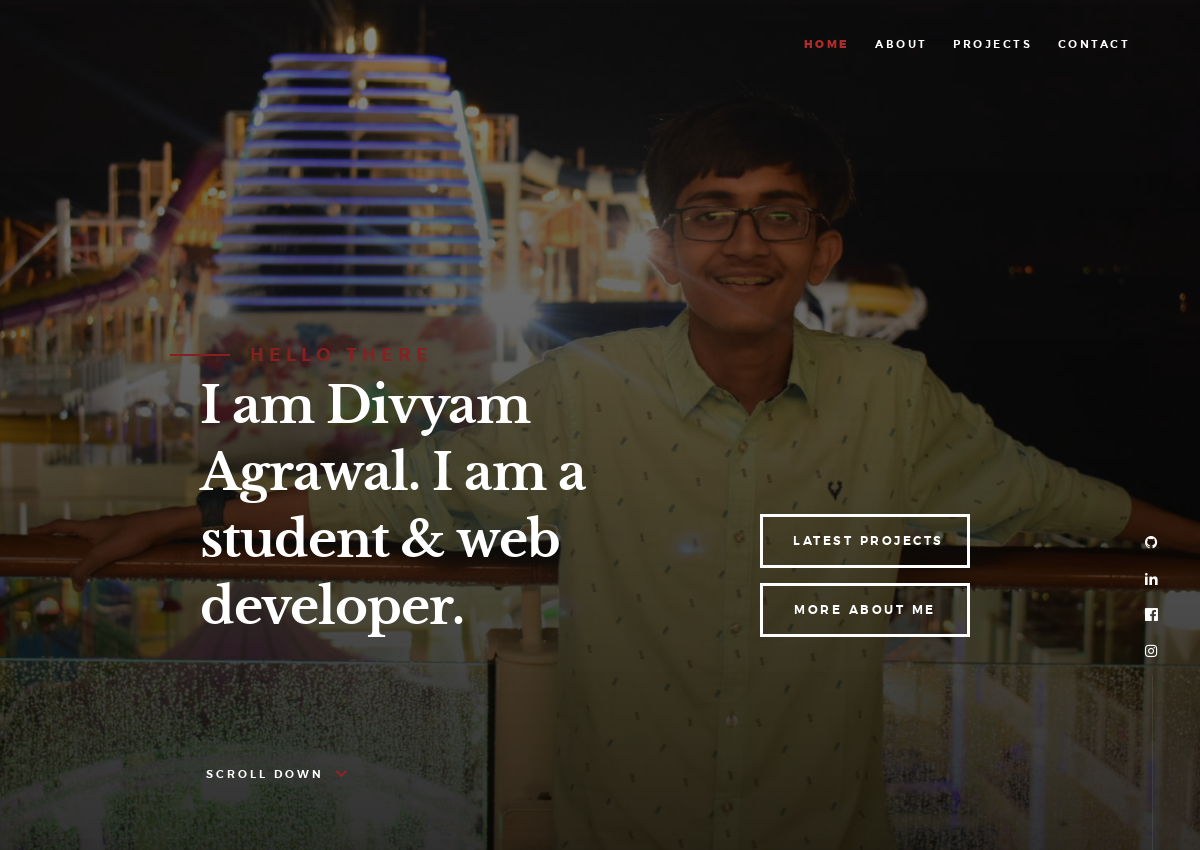 HOME ABOUT PROJECTS CONTACT
HELLO THERE
I am Divyam
Agrawal. I am a
student & web
developer.
LATEST PROJECTS
MORE ABOUT ME
SCROLL DOWN